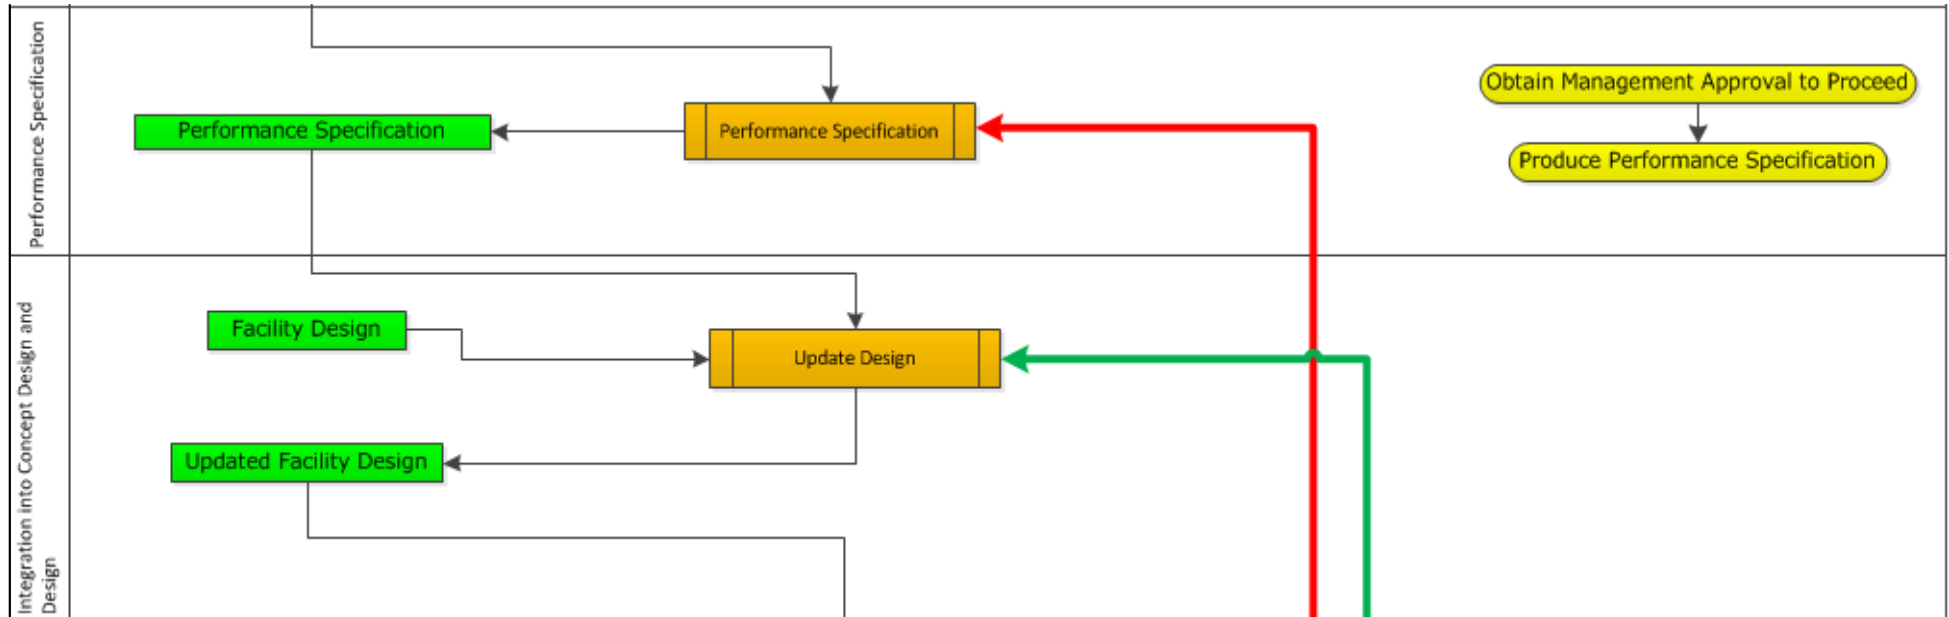 Performance Specification
Obtain Management Approval to Proceed
Performance Specification
Performance Specification
Produce Performance Specification
Integration into Concept Design and
Design
Facility Design
Update Design
Updated Facility Design